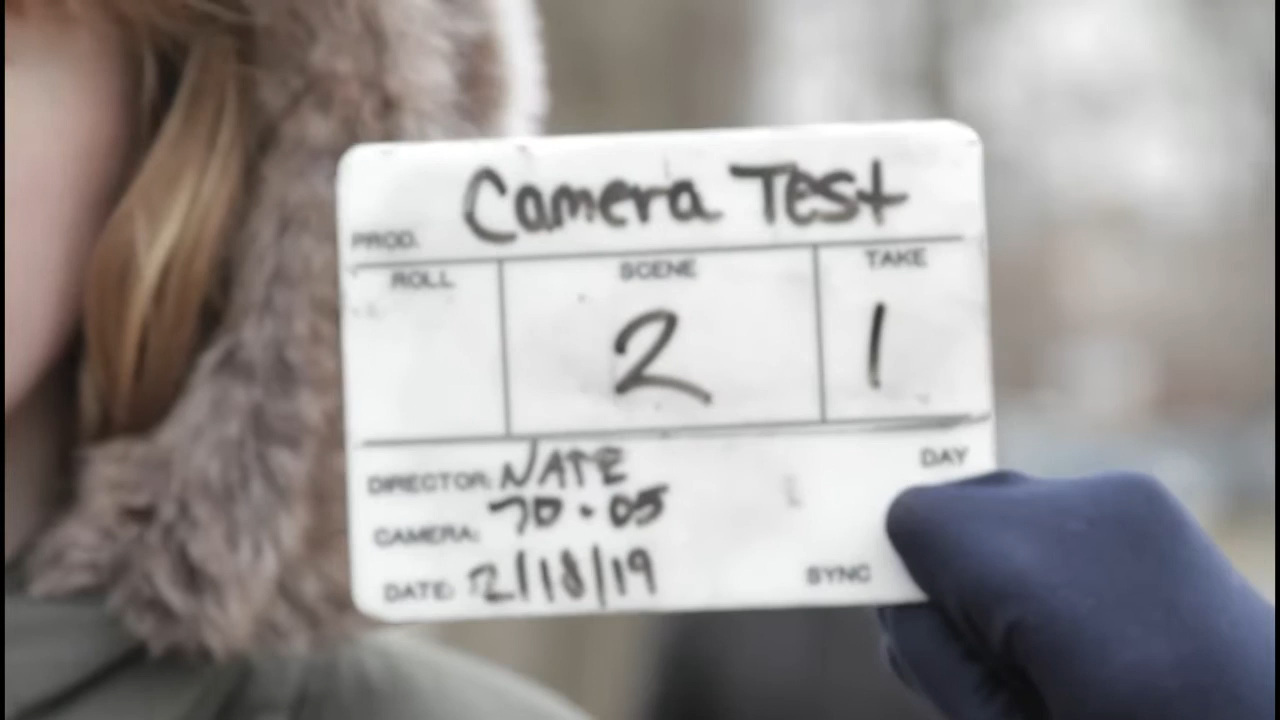 Camera Test
PROD.
ROLL SCENE TAKE
2 1
DIRECTOR: NATE
DAY
CAMERA: 70-05
DATE: 2/18/19
SYNC